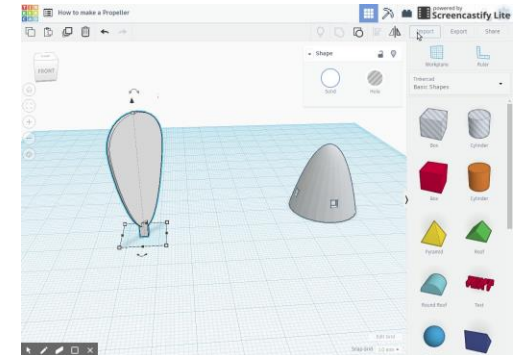 How to make a Propeller
powered by
Screencastify Lite
Import
Export
Share
FRONT
Shape
Solid
Hole
Workplane
Ruler
Tinkercad
Basic Shapes
Box
Cylinder
Box
Cylinder
Pyramid
Roof
Round Roof
Text
Edit Grid
Snap Grid